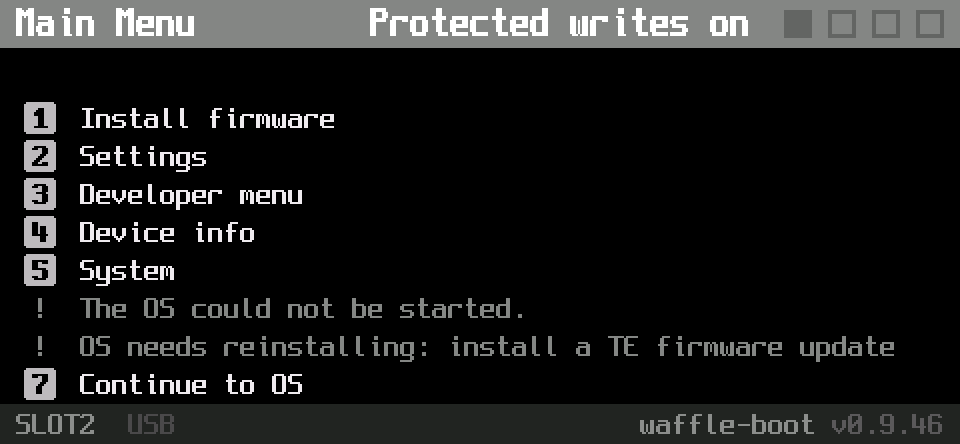 Main Menu Protected writes on
1 Install firmware
2 Settings
3 Developer menu
4 Device info
5 System
! The OS could not be started.
! OS needs reinstalling: install a TE firmware update
7 Continue to OS
SLOT2 USB waffle-boot v0.9.46